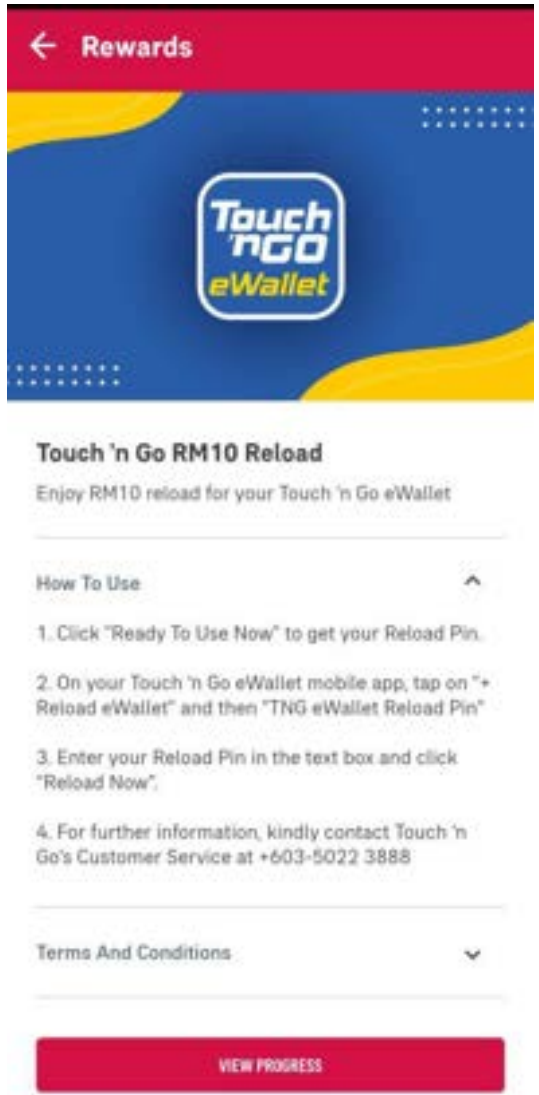 Rewards
Touch
'nGO
eWallet
Touch 'n Go RM10 Reload
Enjoy RM10 reload for your Touch 'n Go eWallet
How To Use
1. Click "Ready To Use Now" to get your Reload Pin.
2. On your Touch 'n Go eWallet mobile app, tap on "+
Reload eWallet" and then "TNG eWallet Reload Pin"
3. Enter your Reload Pin in the text box and click
"Reload Now".
4. For further information, kindly contact Touch 'n
Go's Customer Service at +603-5022 3888
Terms And Conditions
VIEW PROGRESS